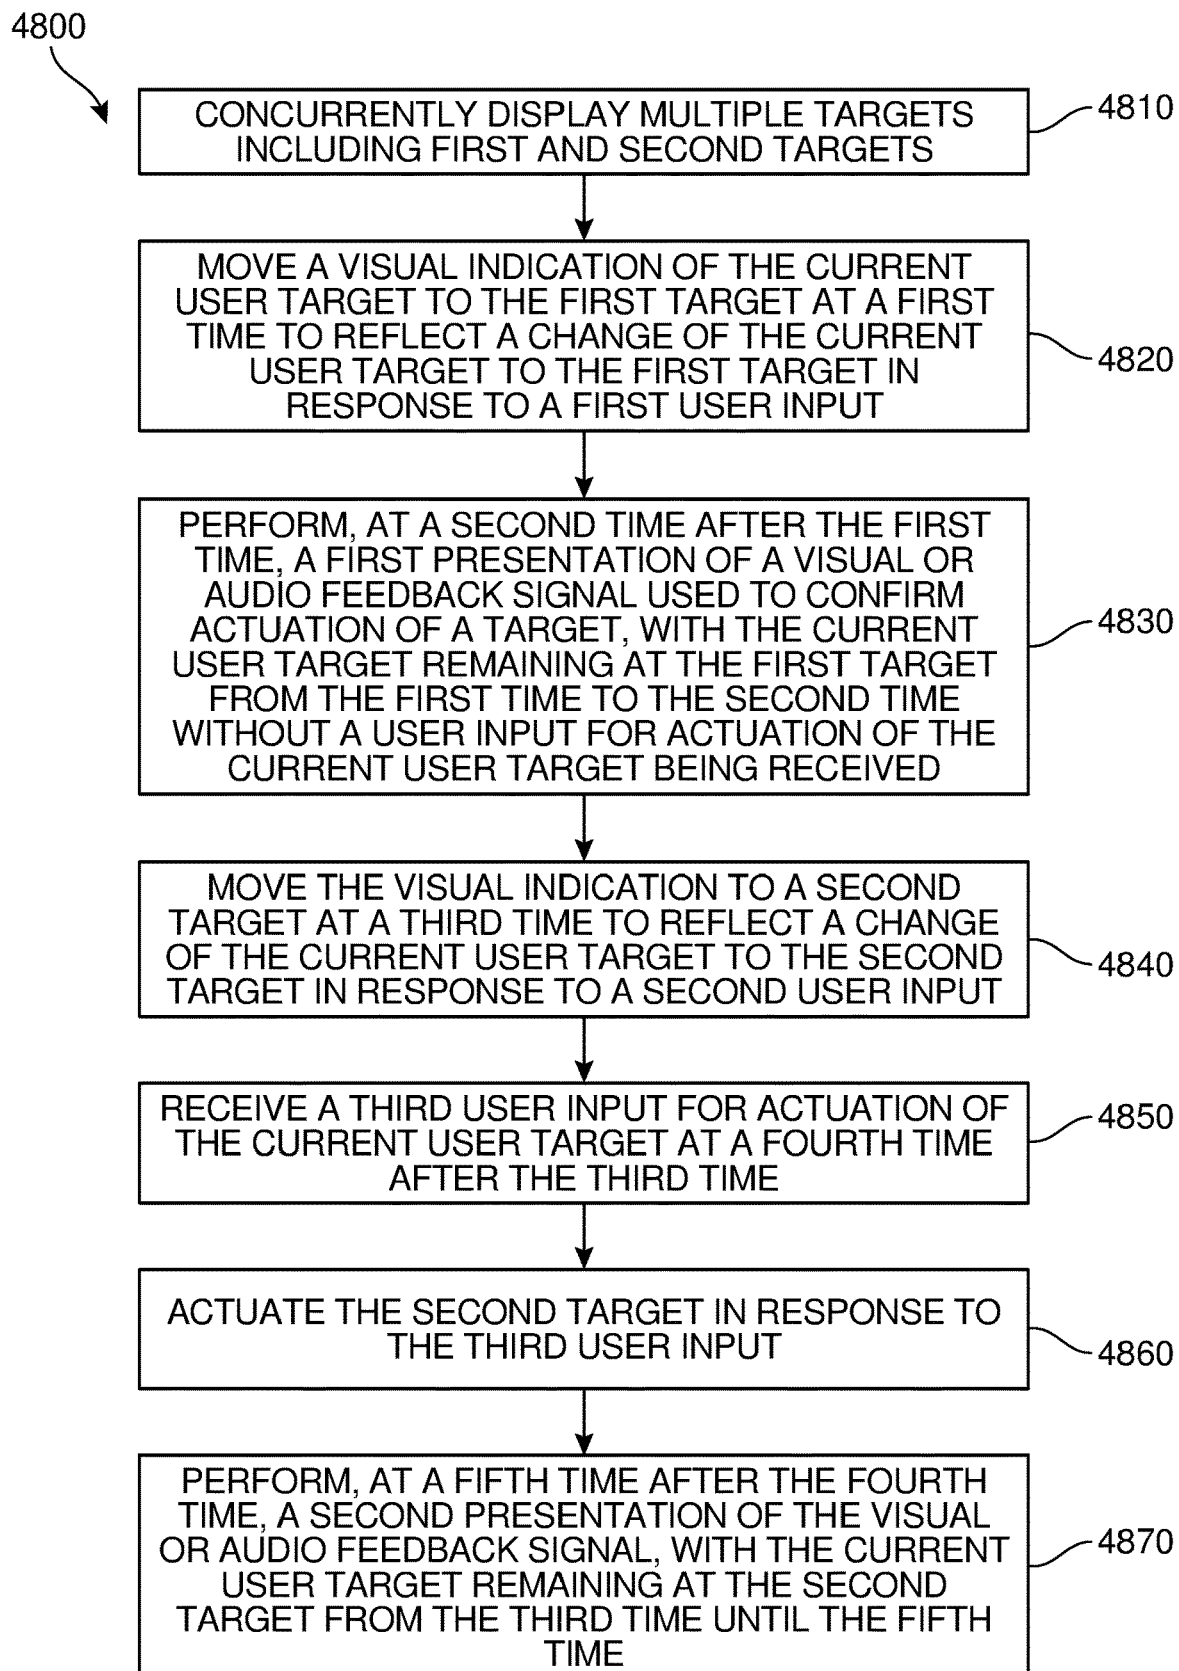 4800
CONCURRENTLY DISPLAY MULTIPLE TARGETS
INCLUDING FIRST AND SECOND TARGETS
4810
MOVE A VISUAL INDICATION OF THE CURRENT
USER TARGET TO THE FIRST TARGET AT A FIRST
TIME TO REFLECT A CHANGE OF THE CURRENT
USER TARGET TO THE FIRST TARGET IN
RESPONSE TO A FIRST USER INPUT
4820
PERFORM, AT A SECOND TIME AFTER THE FIRST
TIME, A FIRST PRESENTATION OF A VISUAL OR
AUDIO FEEDBACK SIGNAL USED TO CONFIRM
ACTUATION OF A TARGET, WITH THE CURRENT
USER TARGET REMAINING AT THE FIRST TARGET
FROM THE FIRST TIME TO THE SECOND TIME
WITHOUT A USER INPUT FOR ACTUATION OF THE
CURRENT USER TARGET BEING RECEIVED
4830
MOVE THE VISUAL INDICATION TO A SECOND
TARGET AT A THIRD TIME TO REFLECT A CHANGE
OF THE CURRENT USER TARGET TO THE SECOND
TARGET IN RESPONSE TO A SECOND USER INPUT
4840
RECEIVE A THIRD USER INPUT FOR ACTUATION OF
THE CURRENT USER TARGET AT A FOURTH TIME
AFTER THE THIRD TIME
4850
ACTUATE THE SECOND TARGET IN RESPONSE TO
THE THIRD USER INPUT
4860
PERFORM, AT A FIFTH TIME AFTER THE FOURTH
TIME, A SECOND PRESENTATION OF THE VISUAL
OR AUDIO FEEDBACK SIGNAL, WITH THE CURRENT
USER TARGET REMAINING AT THE SECOND
TARGET FROM THE THIRD TIME UNTIL THE FIFTH
TIME
4870